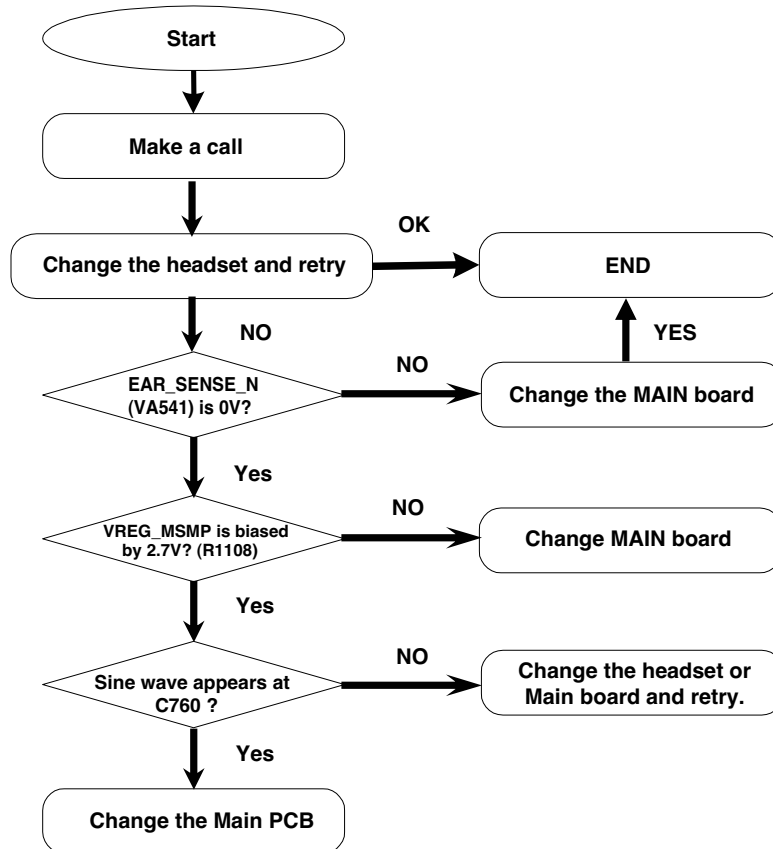 Start
Make a call
OK
Change the headset and retry
END
NO
YES
EAR_SENSE_N
(VA541) is 0V?
NO
Change the MAIN board
Yes
VREG_MSMP is biased
by 2.7V? (R1108)
NO
Change MAIN board
Yes
Sine wave appears at
C760 ?
NO
Change the headset or
Main board and retry.
Yes
Change the Main PCB